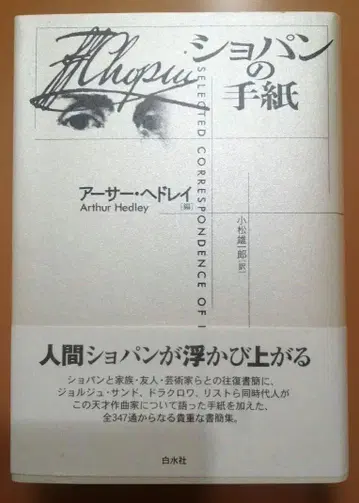 Chopin
ショパン
の
手紙
SELECTED CORRESPONDENCE OF
アーサー・ヘドレイ[編]
Arthur Hedley
小松雄一郎[訳]
人間ショパンが浮かび上がる
ショパンと家族・友人・芸術家らとの往復書簡に、
ジョルジュ・サンド、ドラクロワ、リストら同時代人が
この天才作曲家について語った手紙を加えた、
全347通からなる貴重な書簡集。
白水社